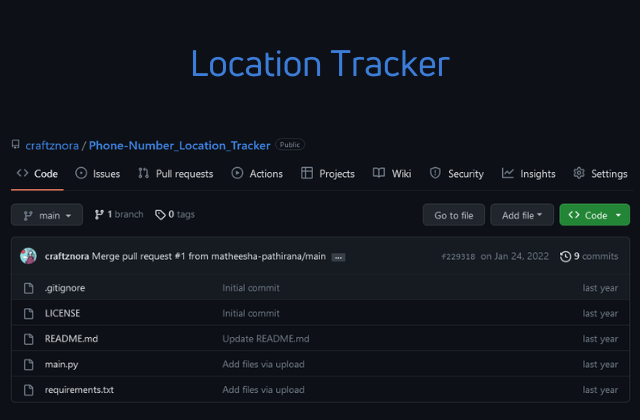 Location Tracker
craftznora / Phone-Number_Location_Tracker Public
Code Issues Pull requests Actions Projects Wiki Security Insights Settings
main 1 branch 0 tags Go to file Add file Code
craftznora Merge pull request #1 from matheesha-pathirana/main ... f229318 on Jan 24, 2022 9 commits
.gitignore Initial commit last year
LICENSE Initial commit last year
README.md Update README.md last year
main.py Add files via upload last year
requirements.txt Add files via upload last year